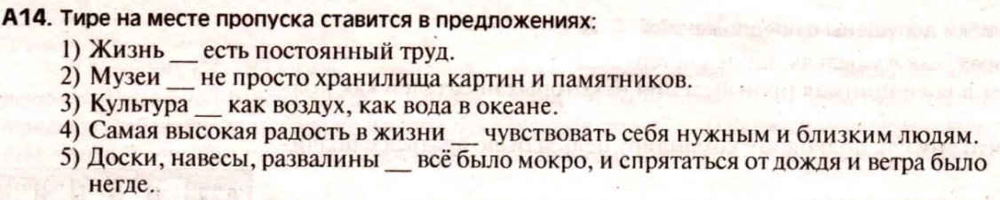 А14. Тире на месте пропуска ставится в предложениях:
1) Жизнь __ есть постоянный труд.
2) Музеи __ не просто хранилища картин и памятников.
3) Культура __ как воздух, как вода в океане.
4) Самая высокая радость в жизни __ чувствовать себя нужным и близким людям.
5) Доски, навесы, развалины __ всё было мокро, и спрятаться от дождя и ветра было
негде.